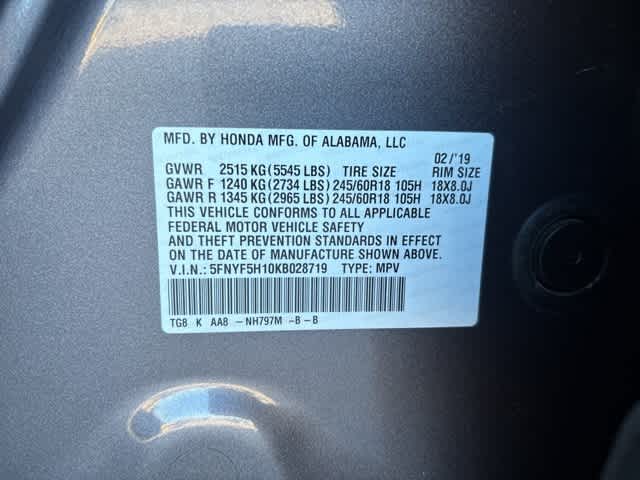 MFD. BY HONDA MFG. OF ALABAMA, LLC
02/'19
GVWR 2515 KG(5545 LBS) TIRE SIZE RIM SIZE
GAWR F 1240 KG(2734 LBS) 245/60R18 105H 18X8.0J
GAWR R 1345 KG(2965 LBS) 245/60R18 105H 18X8.0J
THIS VEHICLE CONFORMS TO ALL APPLICABLE
FEDERAL MOTOR VEHICLE SAFETY
AND THEFT PREVENTION STANDARDS IN EFFECT
ON THE DATE OF MANUFACTURE SHOWN ABOVE.
V.I.N.: 5FNYF5H10KB028719 TYPE: MPV
TG8 K AA8 -NH797M -B-B